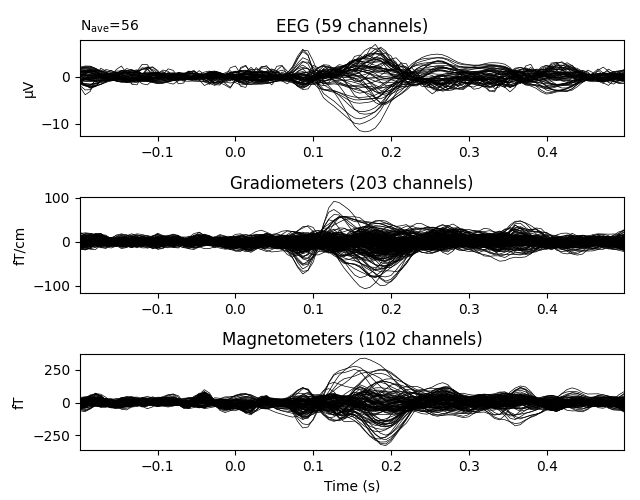 N_ave=56
EEG (59 channels)
µV
0
−10
−0.1 0.0 0.1 0.2 0.3 0.4
Gradiometers (203 channels)
fT/cm
100
0
−100
−0.1 0.0 0.1 0.2 0.3 0.4
Magnetometers (102 channels)
fT
250
0
−250
−0.1 0.0 0.1 0.2 0.3 0.4
Time (s)